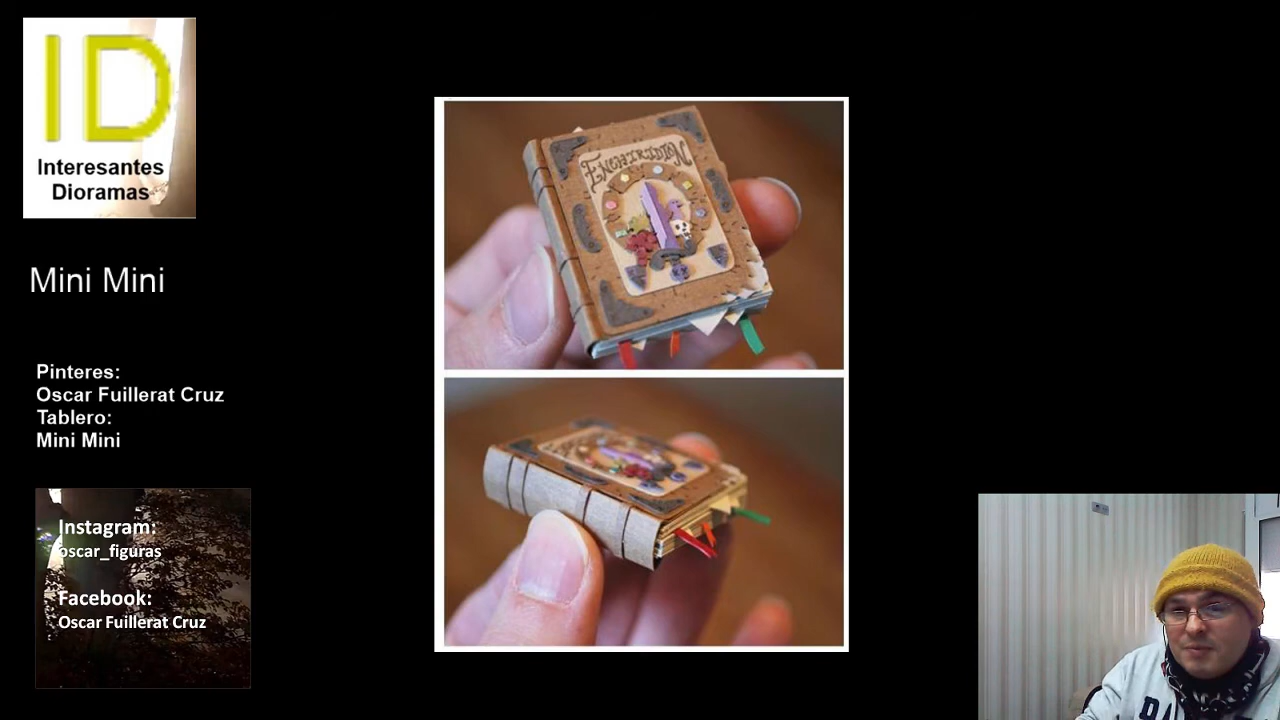 ID
Interesantes
Dioramas
Mini Mini
Pinteres:
Oscar Fuillerat Cruz
Tablero:
Mini Mini
Instagram:
oscar_figuras
Facebook:
Oscar Fuillerat Cruz
ENCHIRIDION